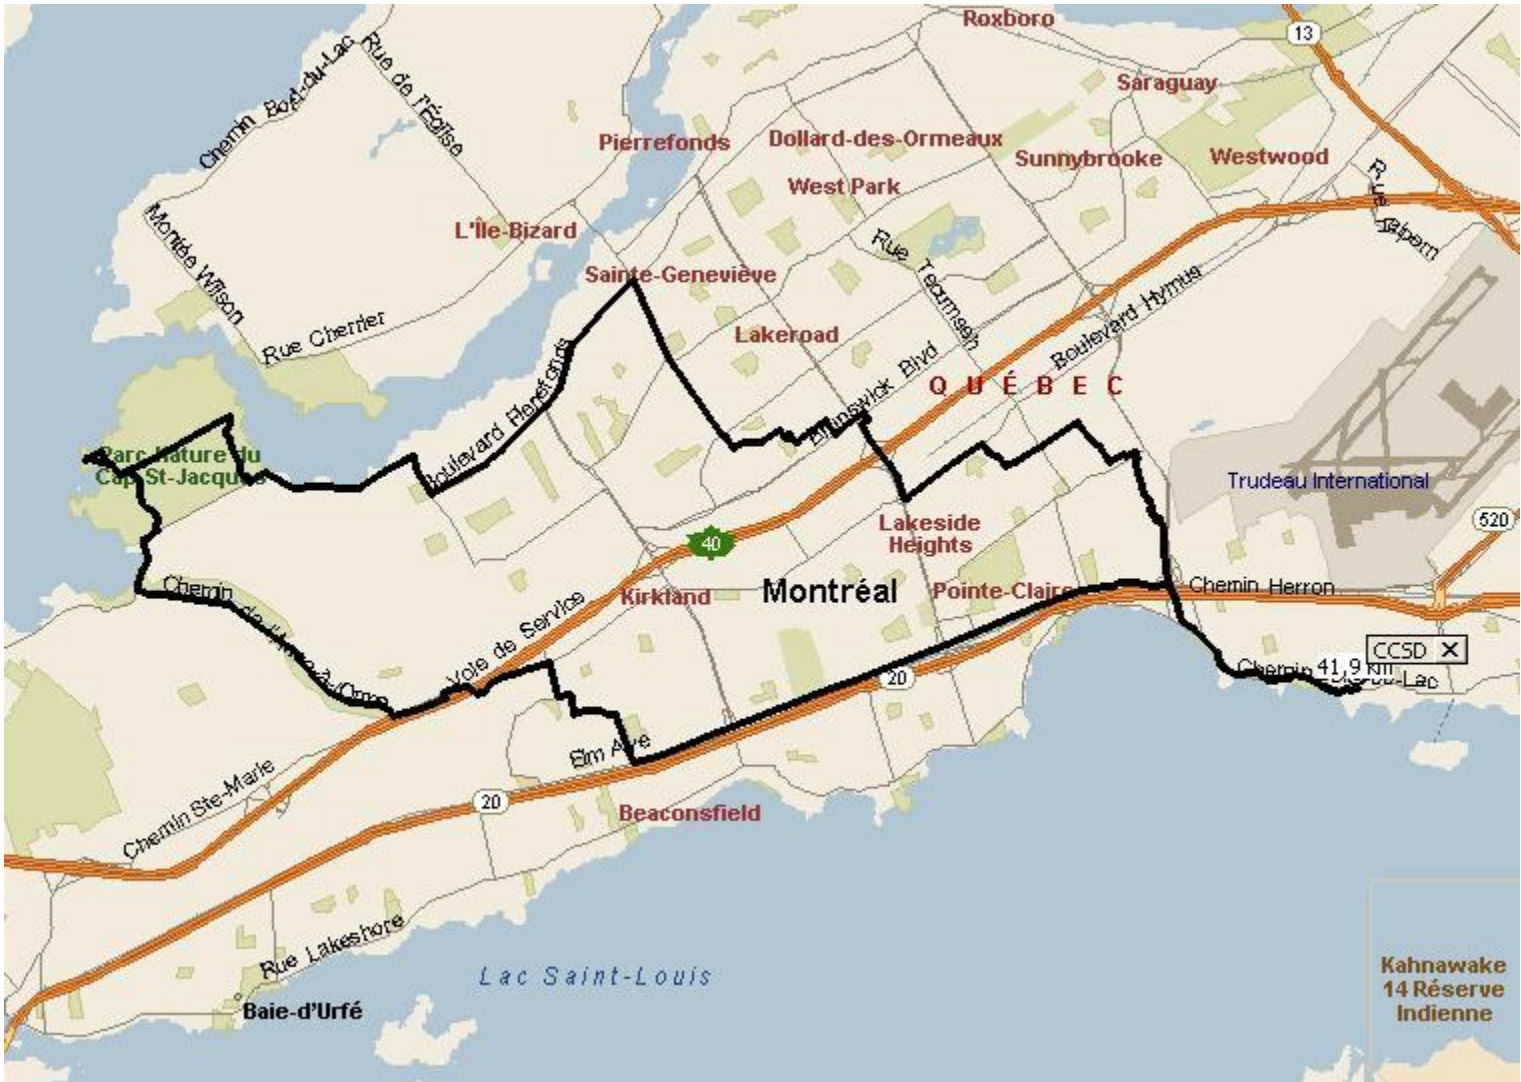 Roxboro
13
Saraguay
Chemin Bord-du-Lac
Rue de l'Église
Pierrefonds
Dollard-des-Ormeaux
Sunnybrooke
Westwood
West Park
Montée Wilson
L'Île-Bizard
Rue Tecumseh
Sainte-Geneviève
Boulevard Hymus
Rue Cherrier
Lakeroad
Brunswick Blvd
QUÉBEC
Boulevard Pierrefonds
Parc-Nature du
Cap St-Jacques
Trudeau International
520
Lakeside
Heights
40
Chemin de l'Anse-à-l'Orme
Kirkland
Montréal
Pointe-Claire
Chemin Herron
Voie de Service
CCSD X
41,9 km
20
Elm Ave
Chemin Ste-Marie
20
Beaconsfield
Rue Lakeshore
Lac Saint-Louis
Baie-d'Urfé
Kahnawake
14 Réserve
Indienne